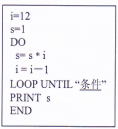 i=12
s=1
DO
s= s * i
i = i－1
LOOP UNTIL “条件”
PRINT s
END